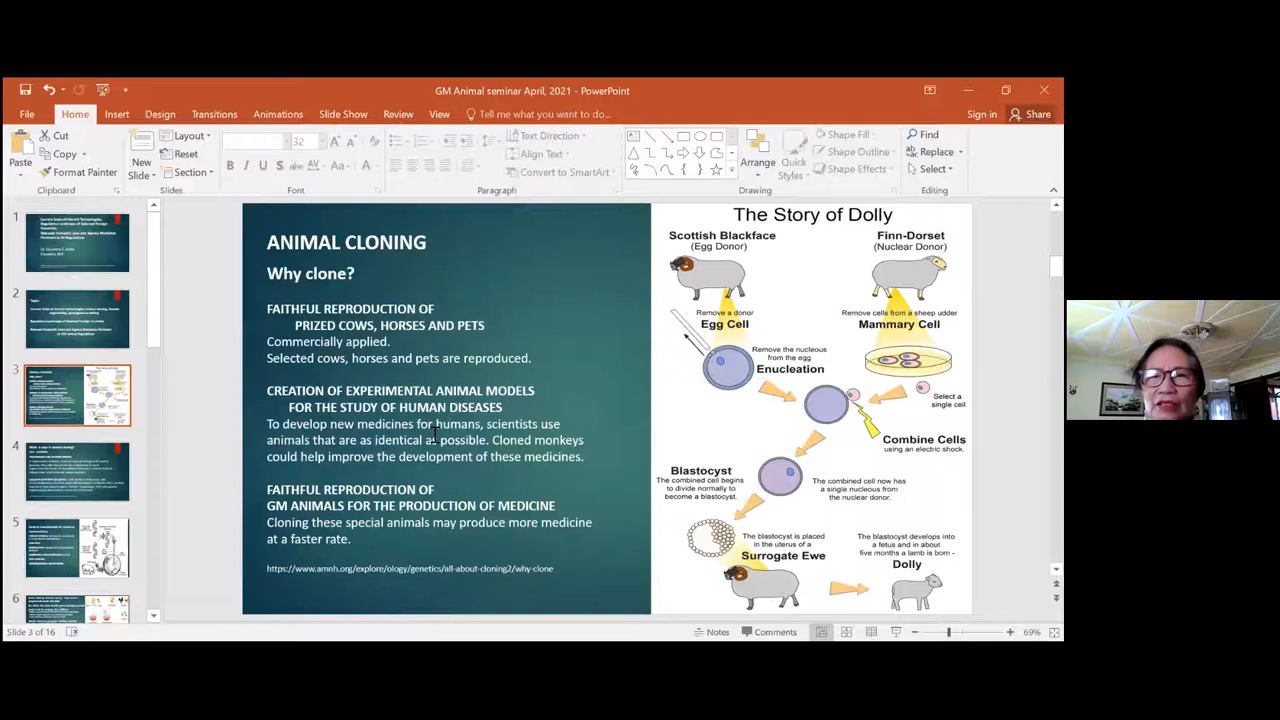 GM Animal seminar April, 2021 - PowerPoint
File Home Insert Design Transitions Animations Slide Show Review View Tell me what you want to do... Sign in Share
Paste
Cut
Copy
Format Painter
Clipboard
New Slide
Layout
Reset
Section
Slides
32
Font
Text Direction
Align Text
Convert to SmartArt
Paragraph
Arrange
Quick Styles
Shape Fill
Shape Outline
Shape Effects
Drawing
Find
Replace
Select
Editing
1
2
3
4
5
6
ANIMAL CLONING
Why clone?
FAITHFUL REPRODUCTION OF
PRIZED COWS, HORSES AND PETS
Commercially applied.
Selected cows, horses and pets are reproduced.
CREATION OF EXPERIMENTAL ANIMAL MODELS
FOR THE STUDY OF HUMAN DISEASES
To develop new medicines for humans, scientists use
animals that are as identical as possible. Cloned monkeys
could help improve the development of these medicines.
FAITHFUL REPRODUCTION OF
GM ANIMALS FOR THE PRODUCTION OF MEDICINE
Cloning these special animals may produce more medicine
at a faster rate.
https://www.amnh.org/explore/ology/genetics/all-about-cloning2/why-clone
The Story of Dolly
Scottish Blackface
(Egg Donor)
Finn-Dorset
(Nuclear Donor)
Remove a donor
Egg Cell
Remove cells from a sheep udder
Mammary Cell
Remove the nucleous
from the egg
Enucleation
Select a
single cell
Combine Cells
using an electric shock.
Blastocyst
The combined cell begins
to divide normally to
become a blastocyst.
The combined cell now has
a single nucleous from
the nuclear donor.
The blastocyst is placed
in the uterus of a
Surrogate Ewe
The blastocyst develops into
a fetus and in about
five months a lamb is born -
Dolly
Slide 3 of 16
Notes Comments 69%